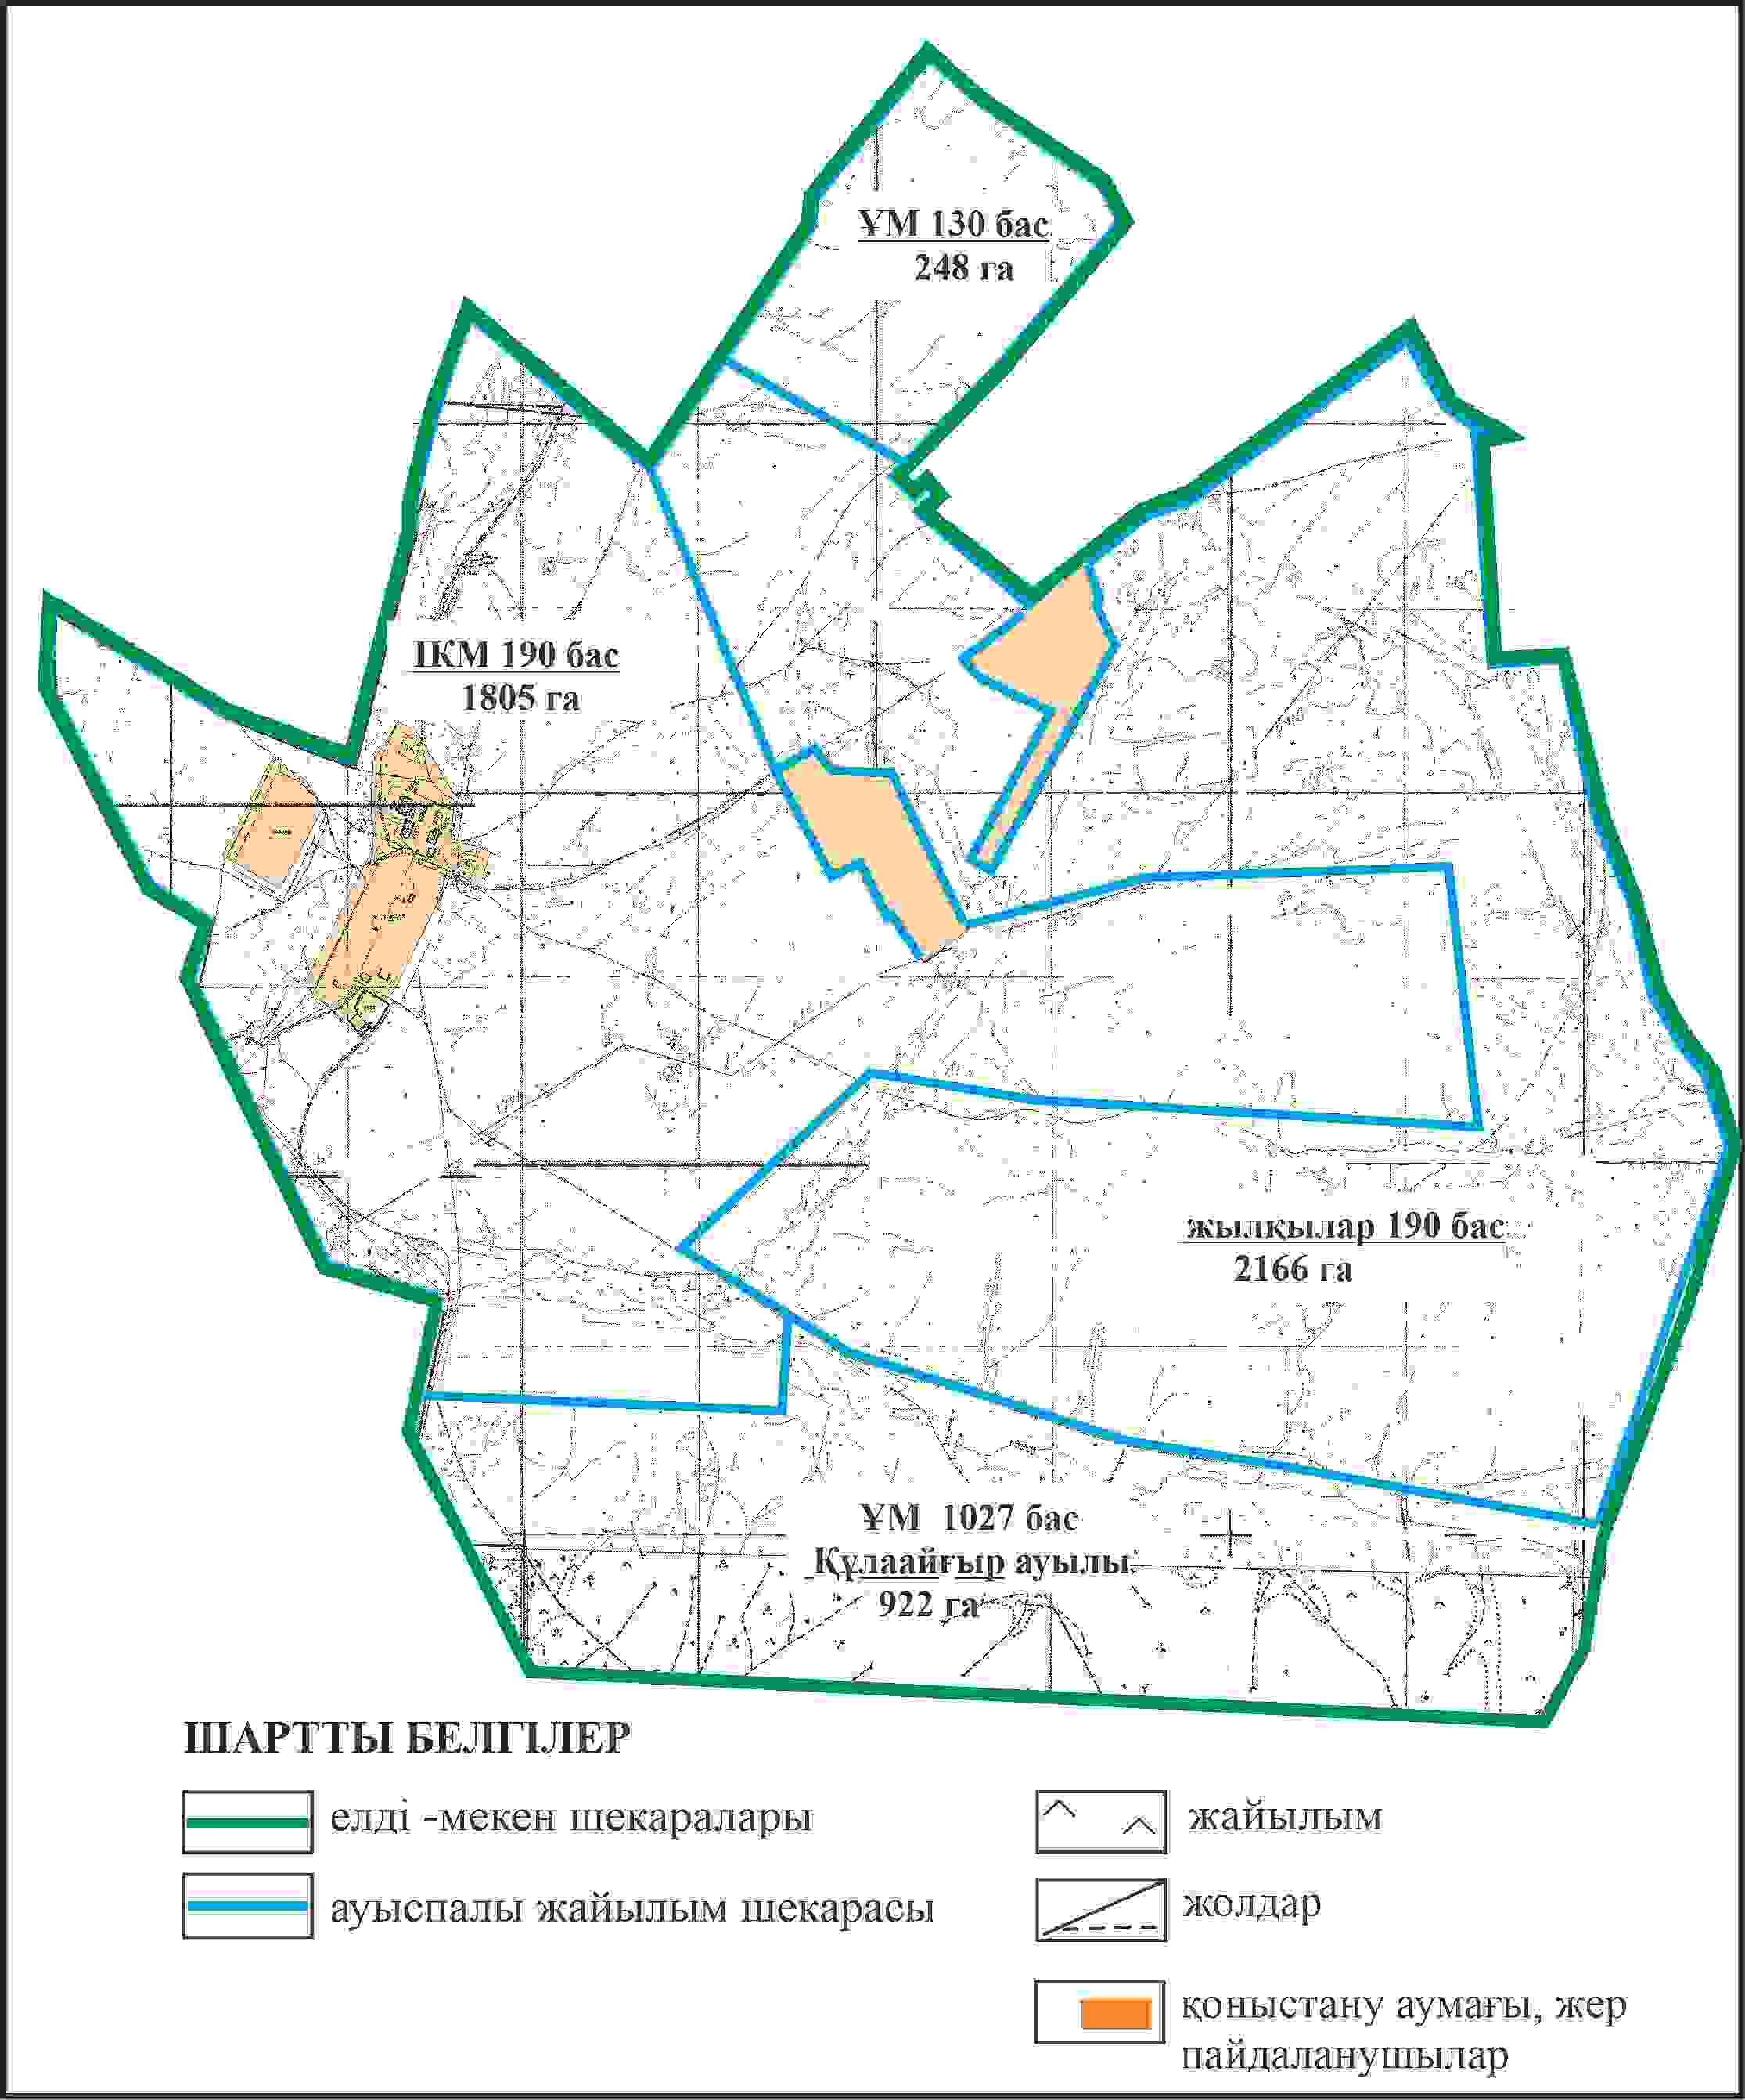 ҰМ 130 бас
248 га
ІКМ 190 бас
1805 га
жылқылар 190 бас
2166 га
ҰМ 1027 бас
Құлаайғыр ауылы
922 га
ШАРТТЫ БЕЛГІЛЕР
елді -мекен шекаралары
ауыспалы жайылым шекарасы
жайылым
жолдар
қоныстану аумағы, жер
пайдаланушылар